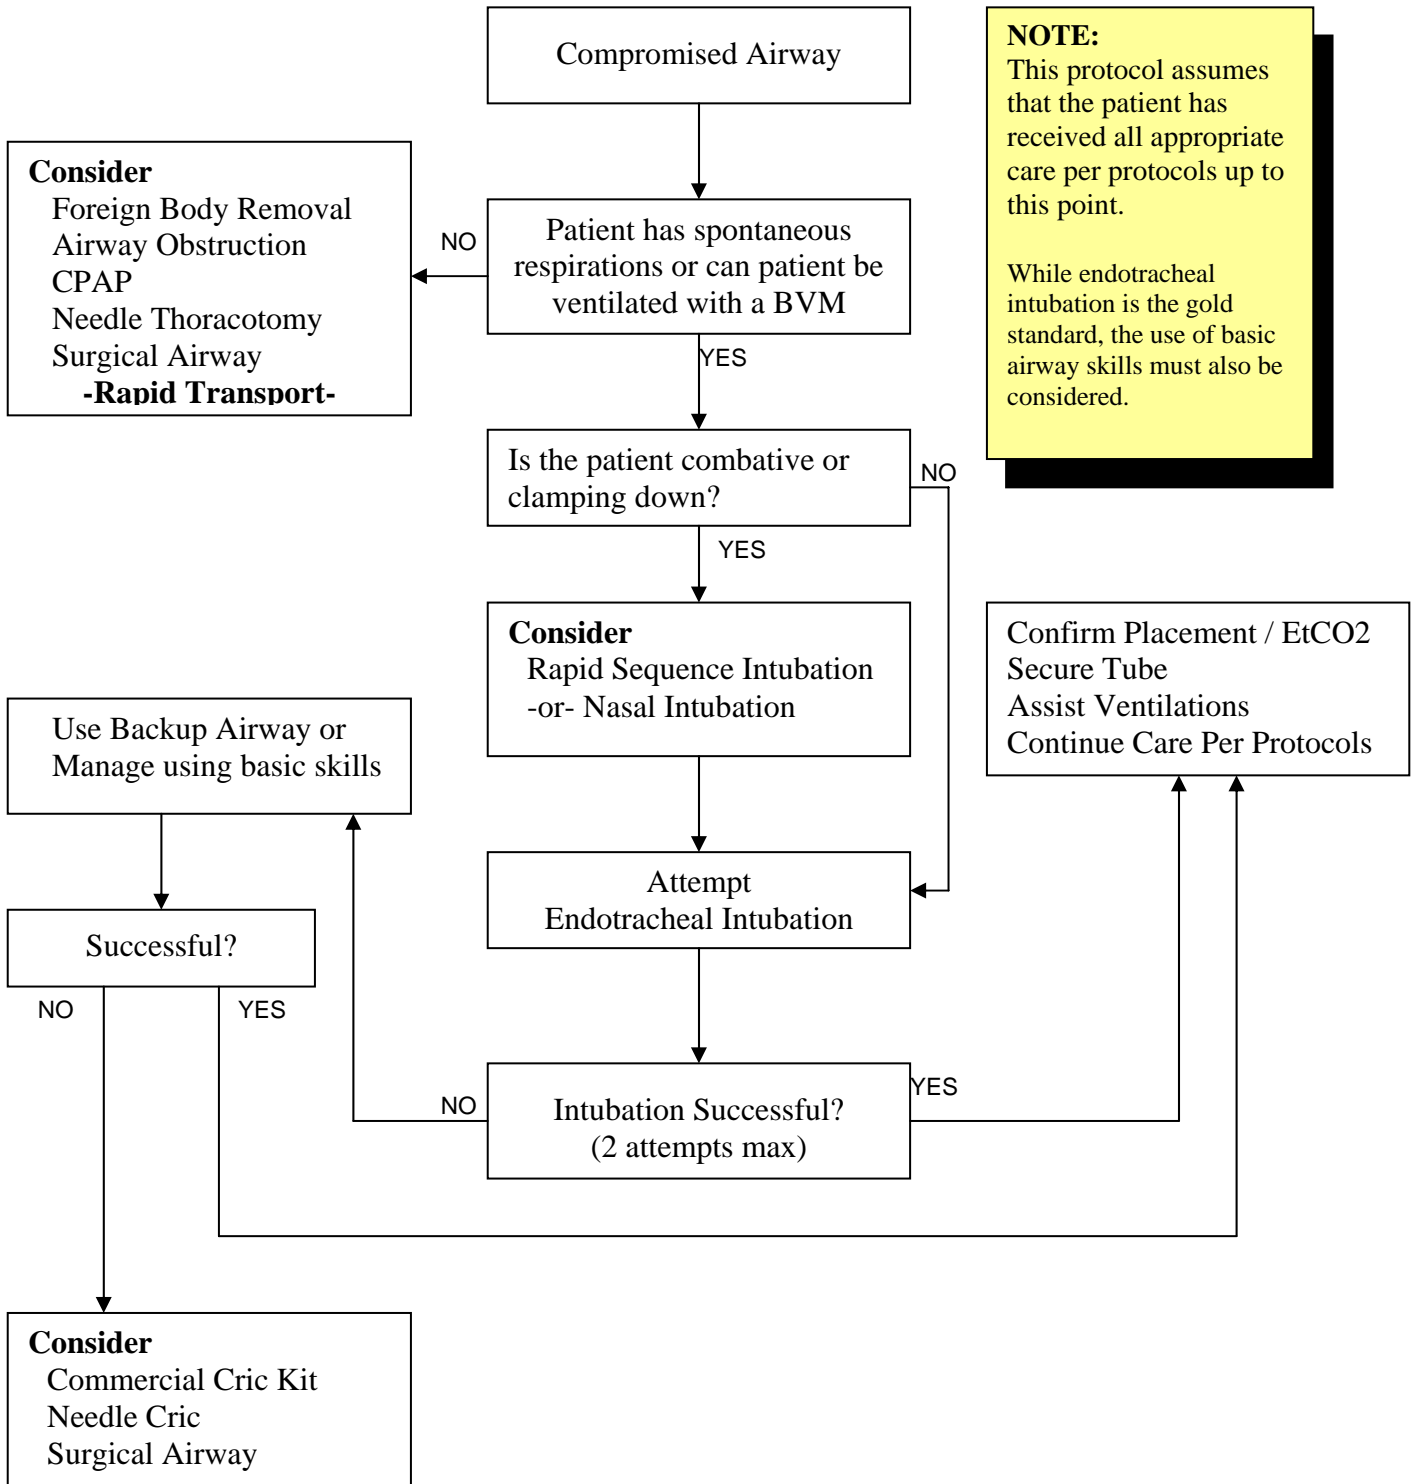 Compromised Airway
NOTE:
This protocol assumes
that the patient has
received all appropriate
care per protocols up to
this point.
While endotracheal
intubation is the gold
standard, the use of basic
airway skills must also be
considered.
Consider
Foreign Body Removal
Airway Obstruction
CPAP
Needle Thoracotomy
Surgical Airway
-Rapid Transport-
NO
Patient has spontaneous
respirations or can patient be
ventilated with a BVM
YES
Is the patient combative or
clamping down?
NO
YES
Consider
Rapid Sequence Intubation
-or- Nasal Intubation
Confirm Placement / EtCO2
Secure Tube
Assist Ventilations
Continue Care Per Protocols
Use Backup Airway or
Manage using basic skills
Attempt
Endotracheal Intubation
Successful?
NO
YES
NO
Intubation Successful?
(2 attempts max)
YES
Consider
Commercial Cric Kit
Needle Cric
Surgical Airway